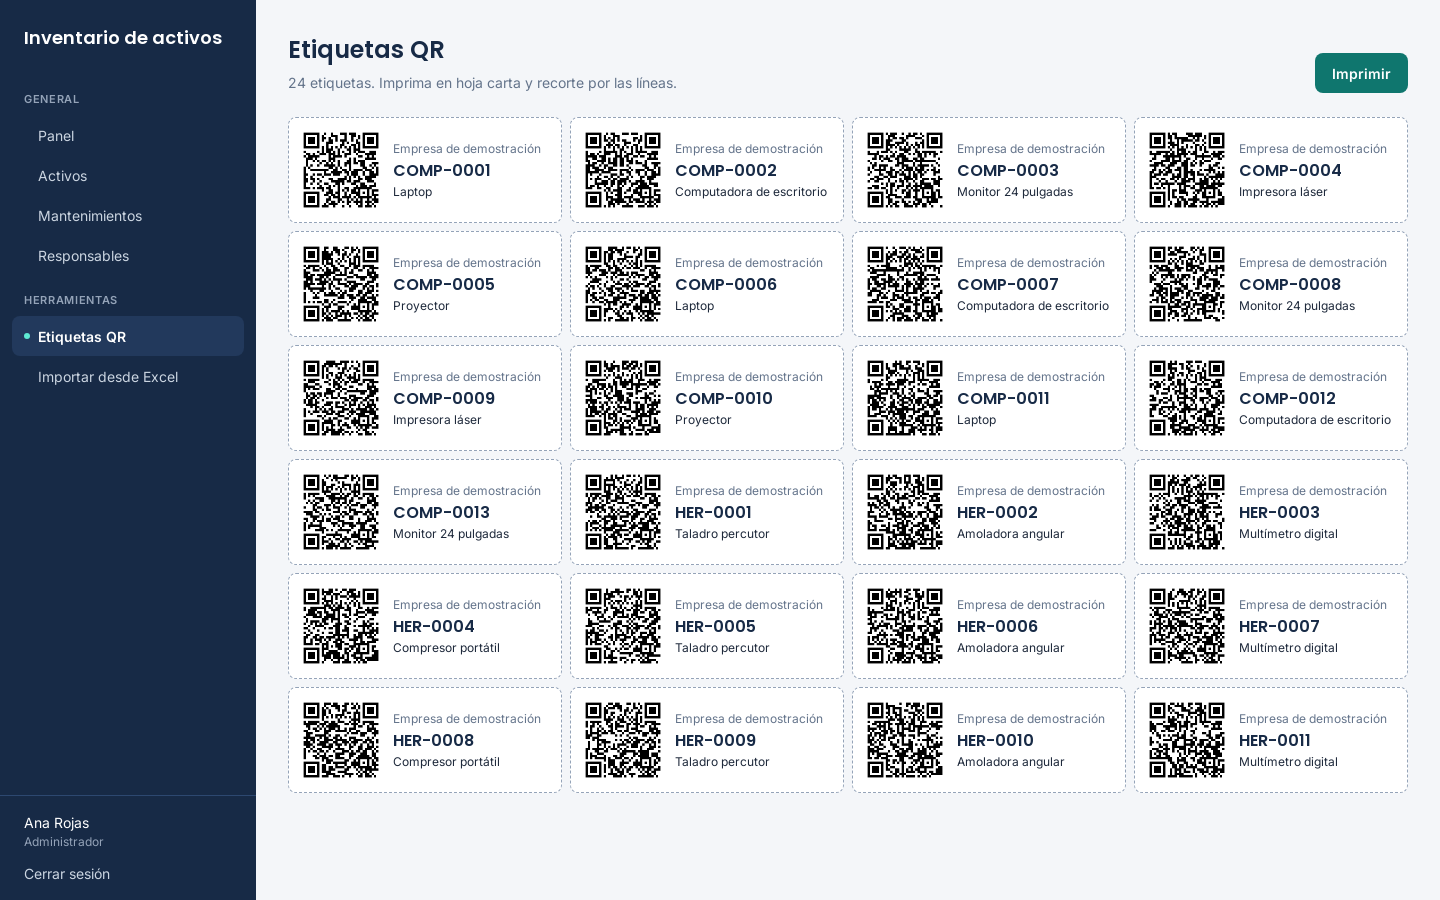 Inventario de activos
GENERAL
Panel
Activos
Mantenimientos
Responsables
HERRAMIENTAS
Etiquetas QR
Importar desde Excel
Ana Rojas
Administrador
Cerrar sesión
Etiquetas QR
24 etiquetas. Imprima en hoja carta y recorte por las líneas.
Imprimir
Empresa de demostración
COMP-0001
Laptop
Empresa de demostración
COMP-0002
Computadora de escritorio
Empresa de demostración
COMP-0003
Monitor 24 pulgadas
Empresa de demostración
COMP-0004
Impresora láser
Empresa de demostración
COMP-0005
Proyector
Empresa de demostración
COMP-0006
Laptop
Empresa de demostración
COMP-0007
Computadora de escritorio
Empresa de demostración
COMP-0008
Monitor 24 pulgadas
Empresa de demostración
COMP-0009
Impresora láser
Empresa de demostración
COMP-0010
Proyector
Empresa de demostración
COMP-0011
Laptop
Empresa de demostración
COMP-0012
Computadora de escritorio
Empresa de demostración
COMP-0013
Monitor 24 pulgadas
Empresa de demostración
HER-0001
Taladro percutor
Empresa de demostración
HER-0002
Amoladora angular
Empresa de demostración
HER-0003
Multímetro digital
Empresa de demostración
HER-0004
Compresor portátil
Empresa de demostración
HER-0005
Taladro percutor
Empresa de demostración
HER-0006
Amoladora angular
Empresa de demostración
HER-0007
Multímetro digital
Empresa de demostración
HER-0008
Compresor portátil
Empresa de demostración
HER-0009
Taladro percutor
Empresa de demostración
HER-0010
Amoladora angular
Empresa de demostración
HER-0011
Multímetro digital